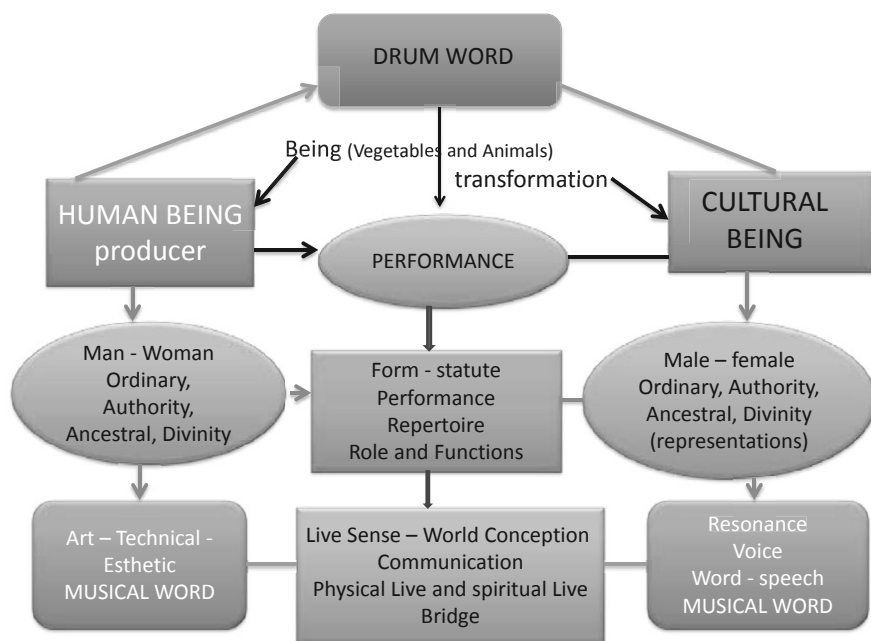 DRUM WORD
Being (Vegetables and Animals)
transformation
HUMAN BEING
producer
PERFORMANCE
CULTURAL
BEING
Man - Woman
Ordinary,
Authority,
Ancestral, Divinity
Form - statute
Performance
Repertoire
Role and Functions
Male – female
Ordinary, Authority,
Ancestral, Divinity
(representations)
Art – Technical -
Esthetic
MUSICAL WORD
Live Sense – World Conception
Communication
Physical Live and spiritual Live
Bridge
Resonance
Voice
Word - speech
MUSICAL WORD